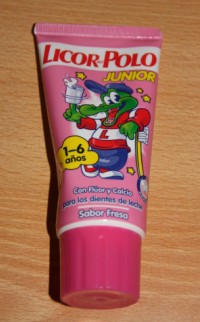 LICOR-POLO
JUNIOR
L
1-6
años
Con Flúor y Calcio
para los dientes de leche
Sabor Fresa